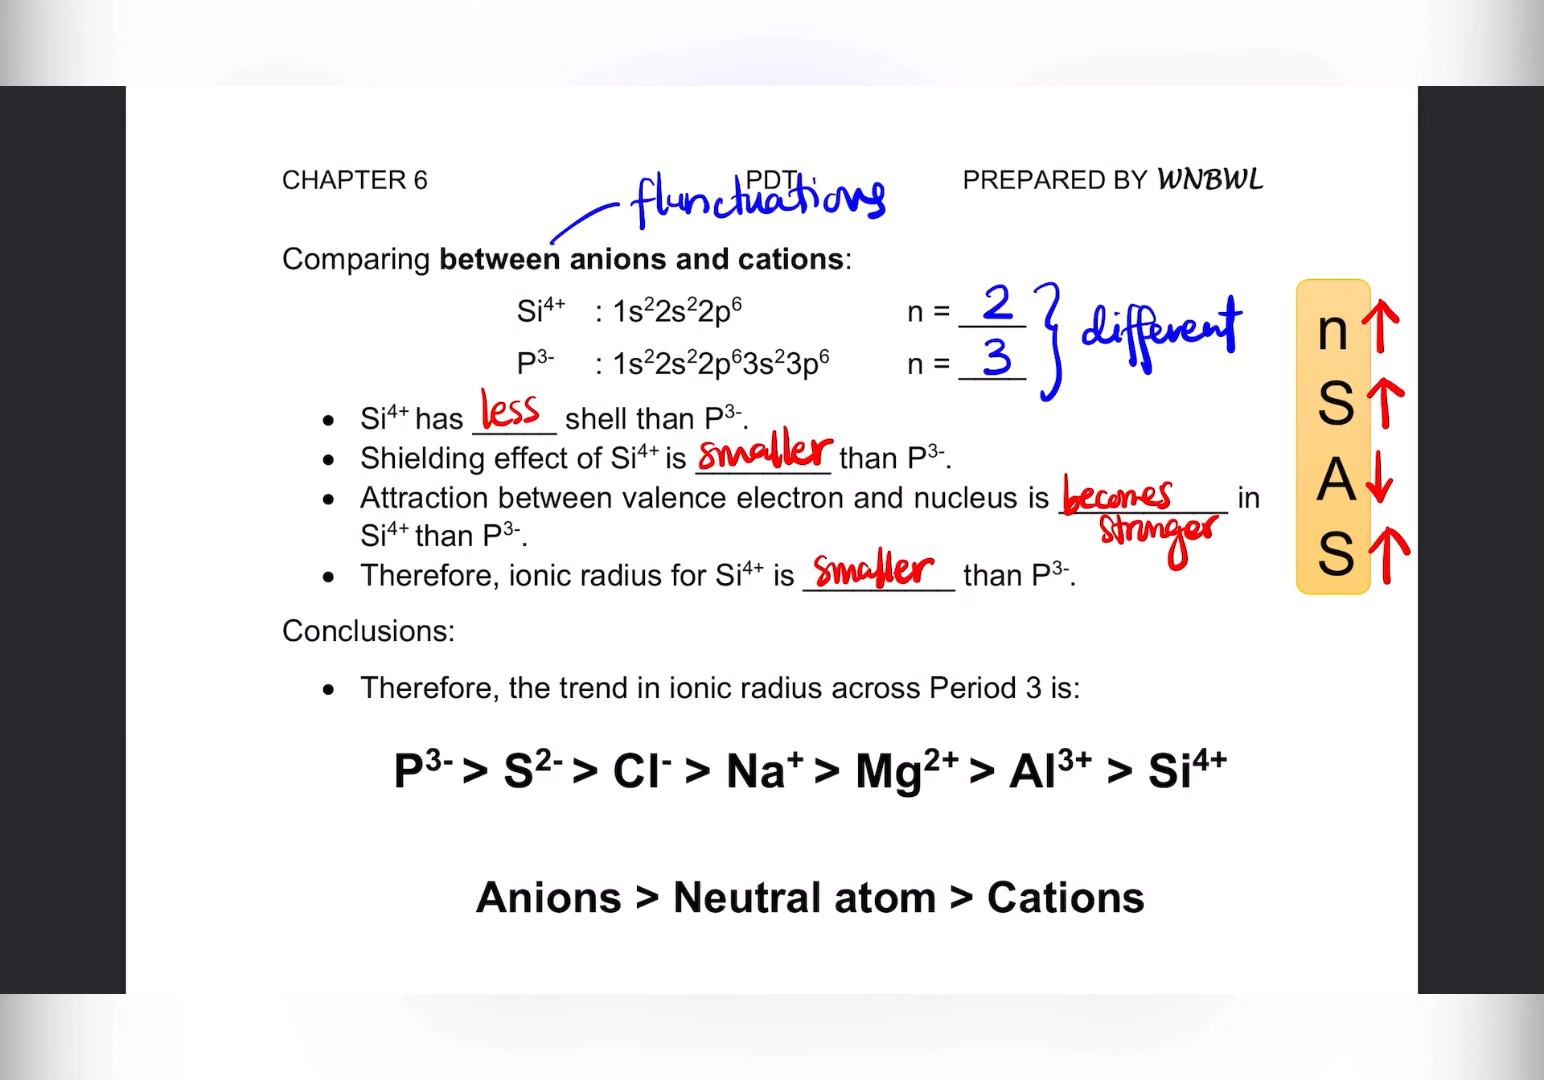 CHAPTER 6 PDT PREPARED BY WNBWL
flunctuations
Comparing between anions and cations:
Si⁴⁺ : 1s²2s²2p⁶ n = 2
P³⁻ : 1s²2s²2p⁶3s²3p⁶ n = 3
different
• Si⁴⁺ has less shell than P³⁻.
• Shielding effect of Si⁴⁺ is smaller than P³⁻.
• Attraction between valence electron and nucleus is becomes stronger in
Si⁴⁺ than P³⁻.
• Therefore, ionic radius for Si⁴⁺ is smaller than P³⁻.
n ↑
S ↑
A ↓
S ↑
Conclusions:
• Therefore, the trend in ionic radius across Period 3 is:
P³⁻ > S²⁻ > Cl⁻ > Na⁺ > Mg²⁺ > Al³⁺ > Si⁴⁺
Anions > Neutral atom > Cations